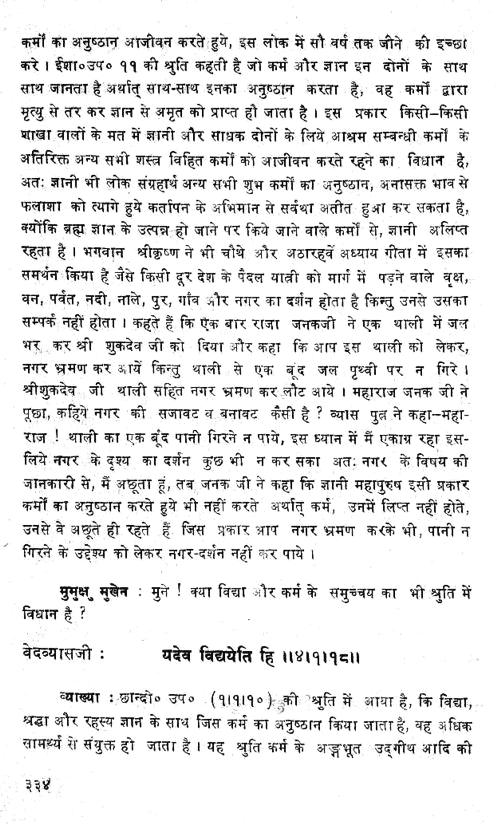 कर्मों का अनुष्ठान आजीवन करते हुये, इस लोक में सौ वर्ष तक जीने की इच्छा
करे । ईशा०उप० ११ की श्रुति कहती है जो कर्म और ज्ञान इन दोनों के साथ
साथ जानता है अर्थात् साथ-साथ इनका अनुष्ठान करता है, वह कर्मों द्वारा
मृत्यु से तर कर ज्ञान से अमृत को प्राप्त हो जाता है । इस प्रकार किसी-किसी
शाखा वालों के मत में ज्ञानी और साधक दोनों के लिये आश्रम सम्बन्धी कर्मों के
अतिरिक्त अन्य सभी शस्त्र विहित कर्मों को आजीवन करते रहने का विधान है,
अतः ज्ञानी भी लोक संग्रहार्थ अन्य सभी शुभ कर्मों का अनुष्ठान, अनासक्त भाव से
फलाशा को त्यागे हुये कर्तापन के अभिमान से सर्वथा अतीत हुआ कर सकता है,
क्योंकि ब्रह्म ज्ञान के उत्पन्न हो जाने पर किये जाने वाले कर्मों से, ज्ञानी अलिप्त
रहता है । भगवान श्रीकृष्ण ने भी चौथे और अठारहवें अध्याय गीता में इसका
समर्थन किया है जैसे किसी दूर देश के पैदल यात्री को मार्ग में पड़ने वाले वृक्ष,
वन, पर्वत, नदी, नाले, पुर, गाँव और नगर का दर्शन होता है किन्तु उनसे उसका
सम्पर्क नहीं होता । कहते हैं कि एक बार राजा जनकजी ने एक थाली में जल
भर कर श्री शुकदेव जी को दिया और कहा कि आप इस थाली को लेकर,
नगर भ्रमण कर आयें किन्तु थाली से एक बूंद जल पृथ्वी पर न गिरे ।
श्रीशुकदेव जी थाली सहित नगर भ्रमण कर लौट आये । महाराज जनक जी ने
पूछा, कहिये नगर की सजावट व बनावट कैसी है ? व्यास पुत्र ने कहा-महा-
राज ! थाली का एक बूंद पानी गिरने न पाये, इस ध्यान में मैं एकाग्र रहा इस-
लिये नगर के दृश्य का दर्शन कुछ भी न कर सका अतः नगर के विषय की
जानकारी से, मैं अछूता हूं, तब जनक जी ने कहा कि ज्ञानी महापुरुष इसी प्रकार
कर्मों का अनुष्ठान करते हुये भी नहीं करते अर्थात् कर्म, उनमें लिप्त नहीं होते,
उनसे वे अछूते ही रहते हैं जिस प्रकार आप नगर भ्रमण करके भी, पानी न
गिरने के उद्देश्य को लेकर नगर-दर्शन नहीं कर पाये ।
मुमुक्षु मुखेन : मुने ! क्या विद्या और कर्म के समुच्चय का भी श्रुति में
विधान है ?
वेदव्यासजी : यदेव विद्ययेति हि ॥४।१।१८॥
व्याख्या : छान्दो० उप० (१।१।१०) की श्रुति में आया है, कि विद्या,
श्रद्धा और रहस्य ज्ञान के साथ जिस कर्म का अनुष्ठान किया जाता है, वह अधिक
सामर्थ्य से संयुक्त हो जाता है । यह श्रुति कर्म के अङ्गभूत उद्गीथ आदि की
३३४